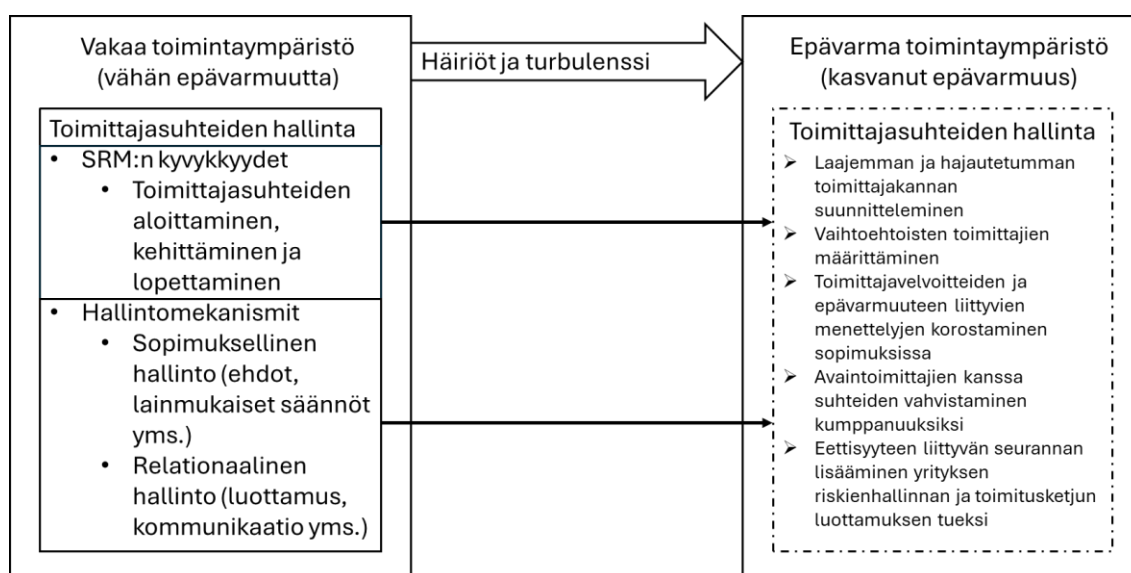 Vakaa toimintaympäristö
(vähän epävarmuutta)
Toimittajasuhteiden hallinta
• SRM:n kyvykkyydet
• Toimittajasuhteiden
aloittaminen,
kehittäminen ja
lopettaminen
• Hallintomekanismit
• Sopimuksellinen
hallinto (ehdot,
lainmukaiset säännöt
yms.)
• Relationaalinen
hallinto (luottamus,
kommunikaatio yms.)
Häiriöt ja turbulenssi
Epävarma toimintaympäristö
(kasvanut epävarmuus)
Toimittajasuhteiden hallinta
➢ Laajemman ja hajautetumman
toimittajakannan
suunnitteleminen
➢ Vaihtoehtoisten toimittajien
määrittäminen
➢ Toimittajavelvoitteiden ja
epävarmuuteen liittyvien
menettelyjen korostaminen
sopimuksissa
➢ Avaintoimittajien kanssa
suhteiden vahvistaminen
kumppanuuksiksi
➢ Eettisyyteen liittyvän seurannan
lisääminen yrityksen
riskienhallinnan ja toimitusketjun
luottamuksen tueksi